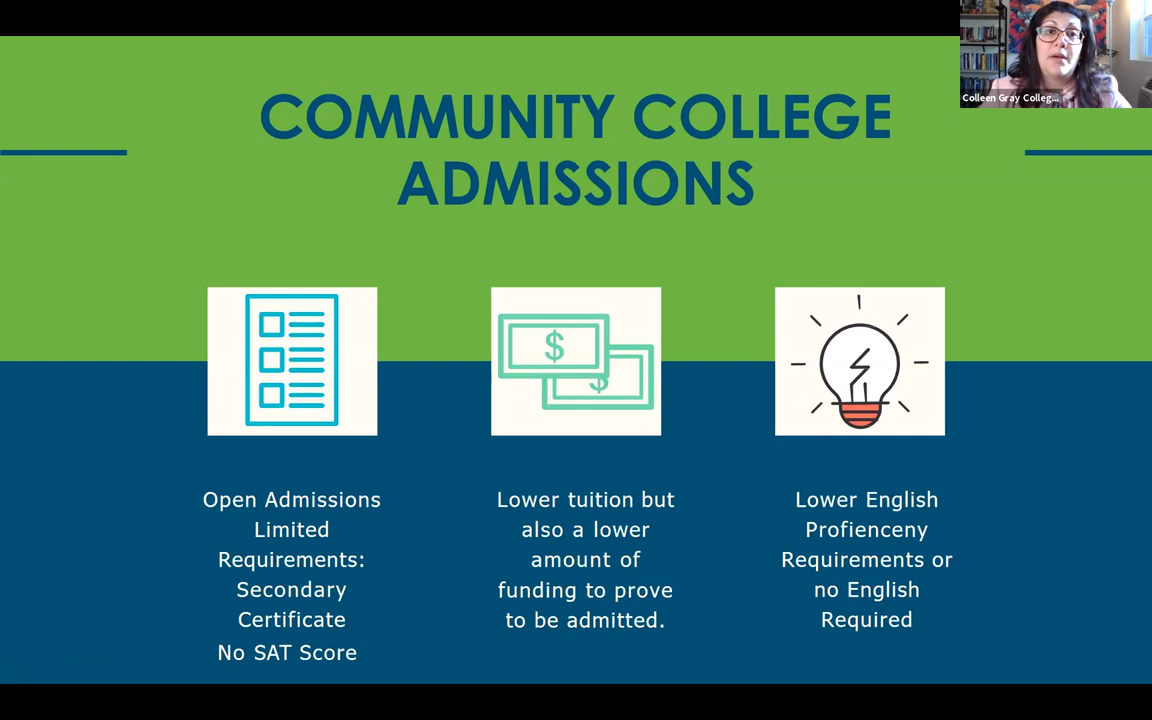 Colleen Gray Colleg...
COMMUNITY COLLEGE
ADMISSIONS
$
$
Open Admissions
Limited
Requirements:
Secondary
Certificate
No SAT Score
Lower tuition but
also a lower
amount of
funding to prove
to be admitted.
Lower English
Profienceny
Requirements or
no English
Required